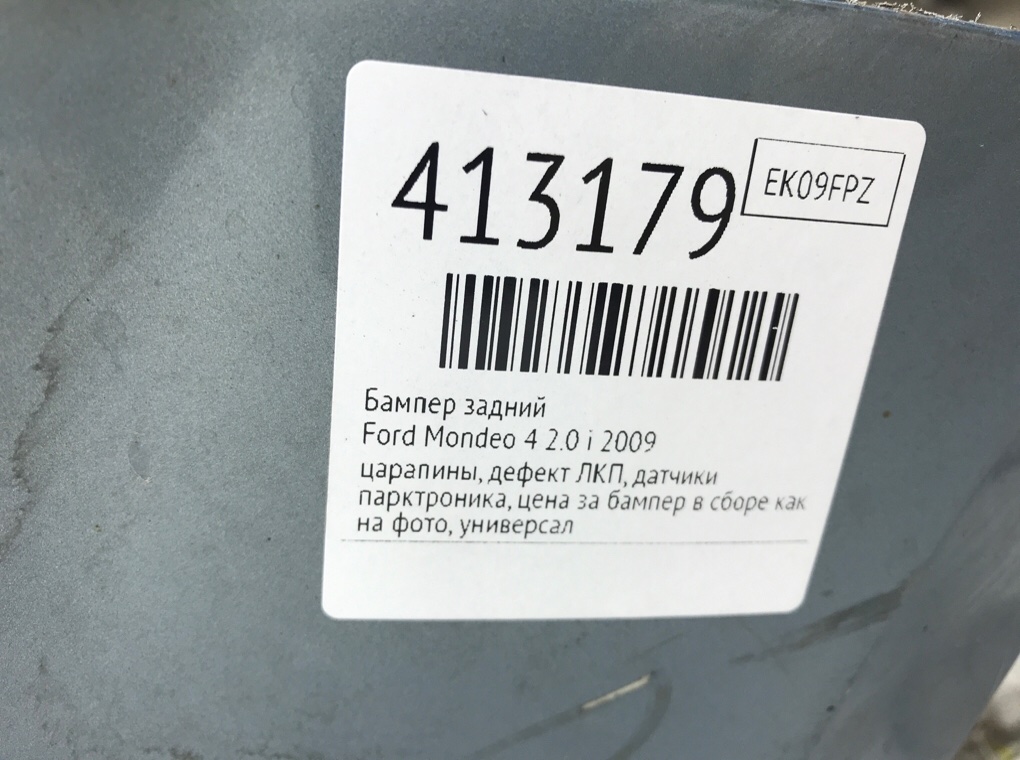 413179
EK09FPZ
Бампер задний
Ford Mondeo 4 2.0 i 2009
царапины, дефект ЛКП, датчики
парктроника, цена за бампер в сборе как
на фото, универсал